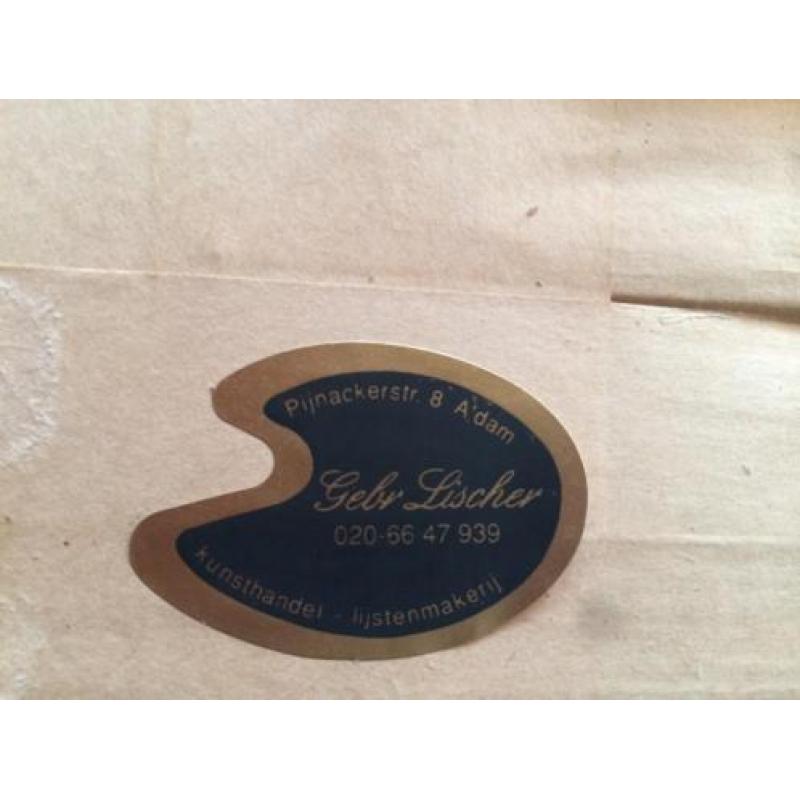 Pijnackerstr. 8 A'dam
Gebr Lischer
020-66 47 939
kunsthandel - lijstenmakerij